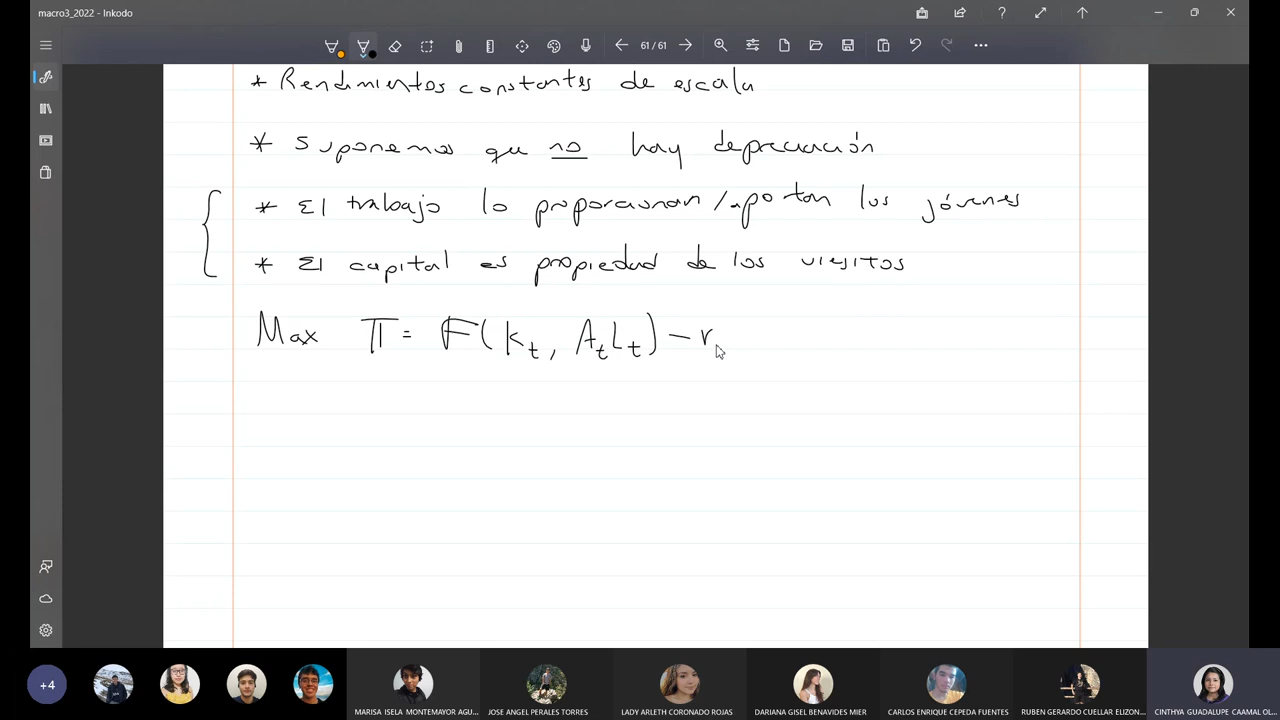 macro3_2022 - Inkodo
61 / 61
* Rendimientos constantes de escala
* Suponemos que no hay depreciación
* El trabajo lo proporcionan / aportan los jóvenes
* El capital es propiedad de los viejitos
Max Π = F(K_t, A_t L_t) - r
+4
MARISA ISELA MONTEMAYOR AGU...
JOSE ANGEL PERALES TORRES
LADY ARLETH CORONADO ROJAS
DARIANA GISEL BENAVIDES MIER
CARLOS ENRIQUE CEPEDA FUENTES
RUBEN GERARDO CUELLAR ELIZON...
CINTHYA GUADALUPE CAAMAL OL...